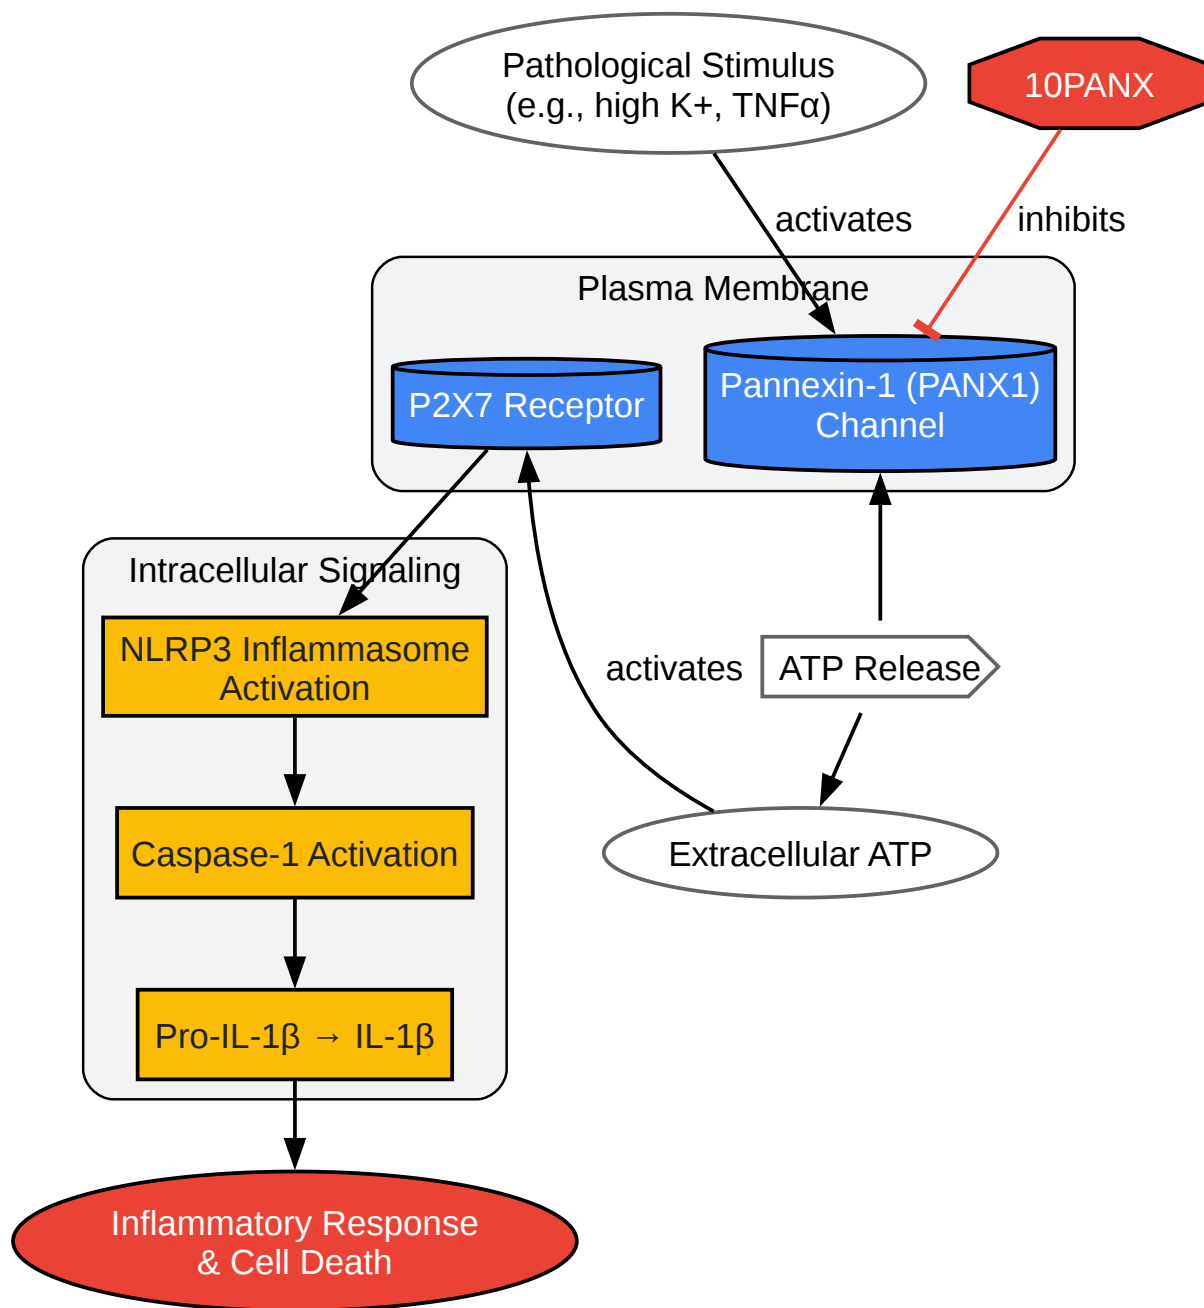 Pathological Stimulus
(e.g., high K+, TNFα)
10PANX
activates
inhibits
Plasma Membrane
P2X7 Receptor
Pannexin-1 (PANX1)
Channel
Intracellular Signaling
NLRP3 Inflammasome
Activation
activates
ATP Release
Caspase-1 Activation
Extracellular ATP
Pro-IL-1β → IL-1β
Inflammatory Response
& Cell Death